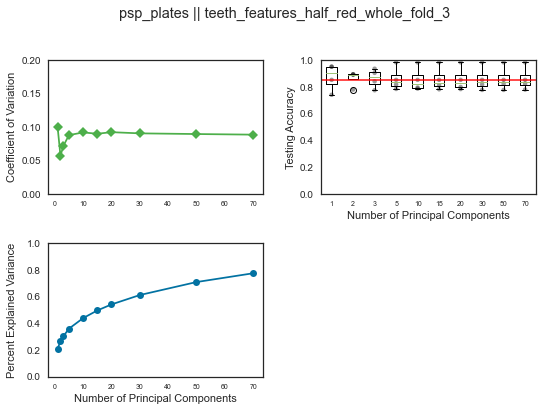 psp_plates || teeth_features_half_red_whole_fold_3
Coefficient of Variation
0.20
0.15
0.10
0.05
0.00
0 10 20 30 40 50 60 70
Testing Accuracy
1.0
0.8
0.6
0.4
0.2
0.0
1 2 3 5 10 15 20 30 50 70
Number of Principal Components
Percent Explained Variance
1.0
0.8
0.6
0.4
0.2
0.0
0 10 20 30 40 50 60 70
Number of Principal Components